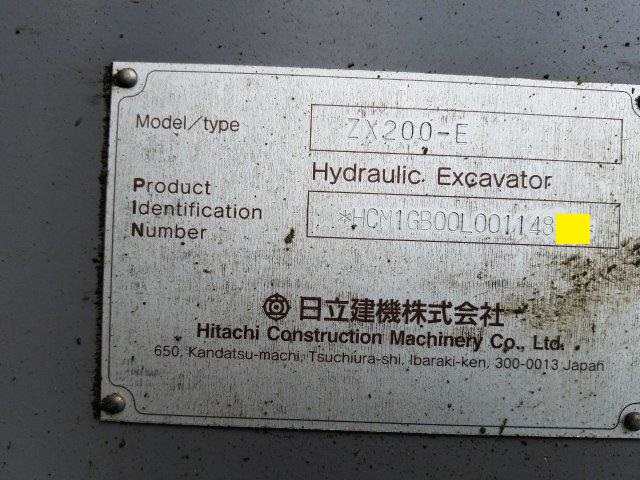 Model/type
ZX200-E
Hydraulic Excavator
Product
Identification
Number
*HCM1GB00L001148
日立建機株式会社
Hitachi Construction Machinery Co., Ltd.
650, Kandatsu-machi, Tsuchiura-shi, Ibaraki-ken, 300-0013 Japan